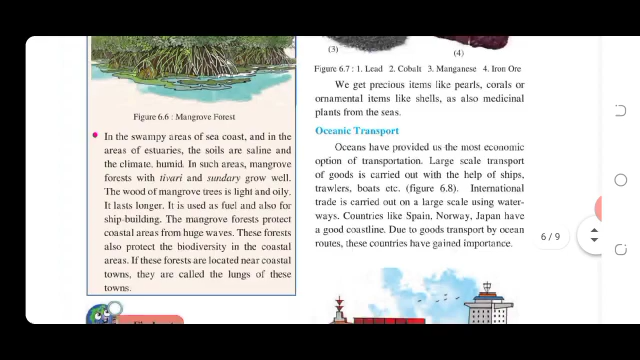 Figure 6.6 : Mangrove Forest
In the swampy areas of sea coast, and in the
areas of estuaries, the soils are saline and
the climate, humid. In such areas, mangrove
forests with tivari and sundary grow well.
The wood of mangrove trees is light and oily.
It lasts longer. It is used as fuel and also for
ship-building. The mangrove forests protect
coastal areas from huge waves. These forests
also protect the biodiversity in the coastal
areas. If these forests are located near coastal
towns, they are called the lungs of these
towns.
(3)
(4)
Figure 6.7 : 1. Lead 2. Cobalt 3. Manganese 4. Iron Ore
We get precious items like pearls, corals or
ornamental items like shells, as also medicinal
plants from the seas.
Oceanic Transport
Oceans have provided us the most economic
option of transportation. Large scale transport
of goods is carried out with the help of ships,
trawlers, boats etc. (figure 6.8). International
trade is carried out on a large scale using water-
ways. Countries like Spain, Norway, Japan have
a good coastline. Due to goods transport by ocean
routes, these countries have gained importance.
6 / 9